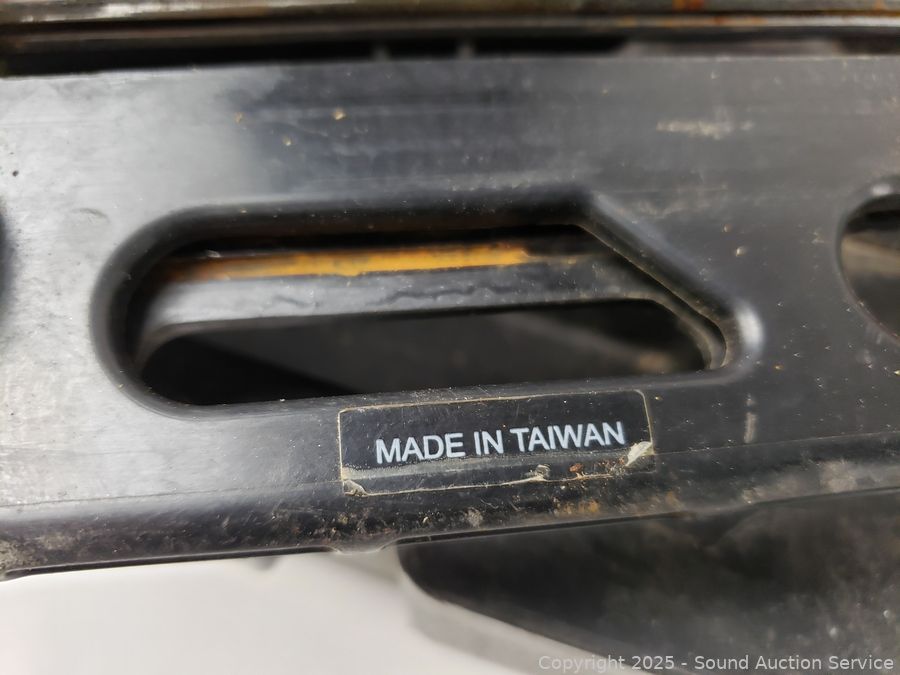 MADE IN TAIWAN
Copyright 2025 - Sound Auction Service